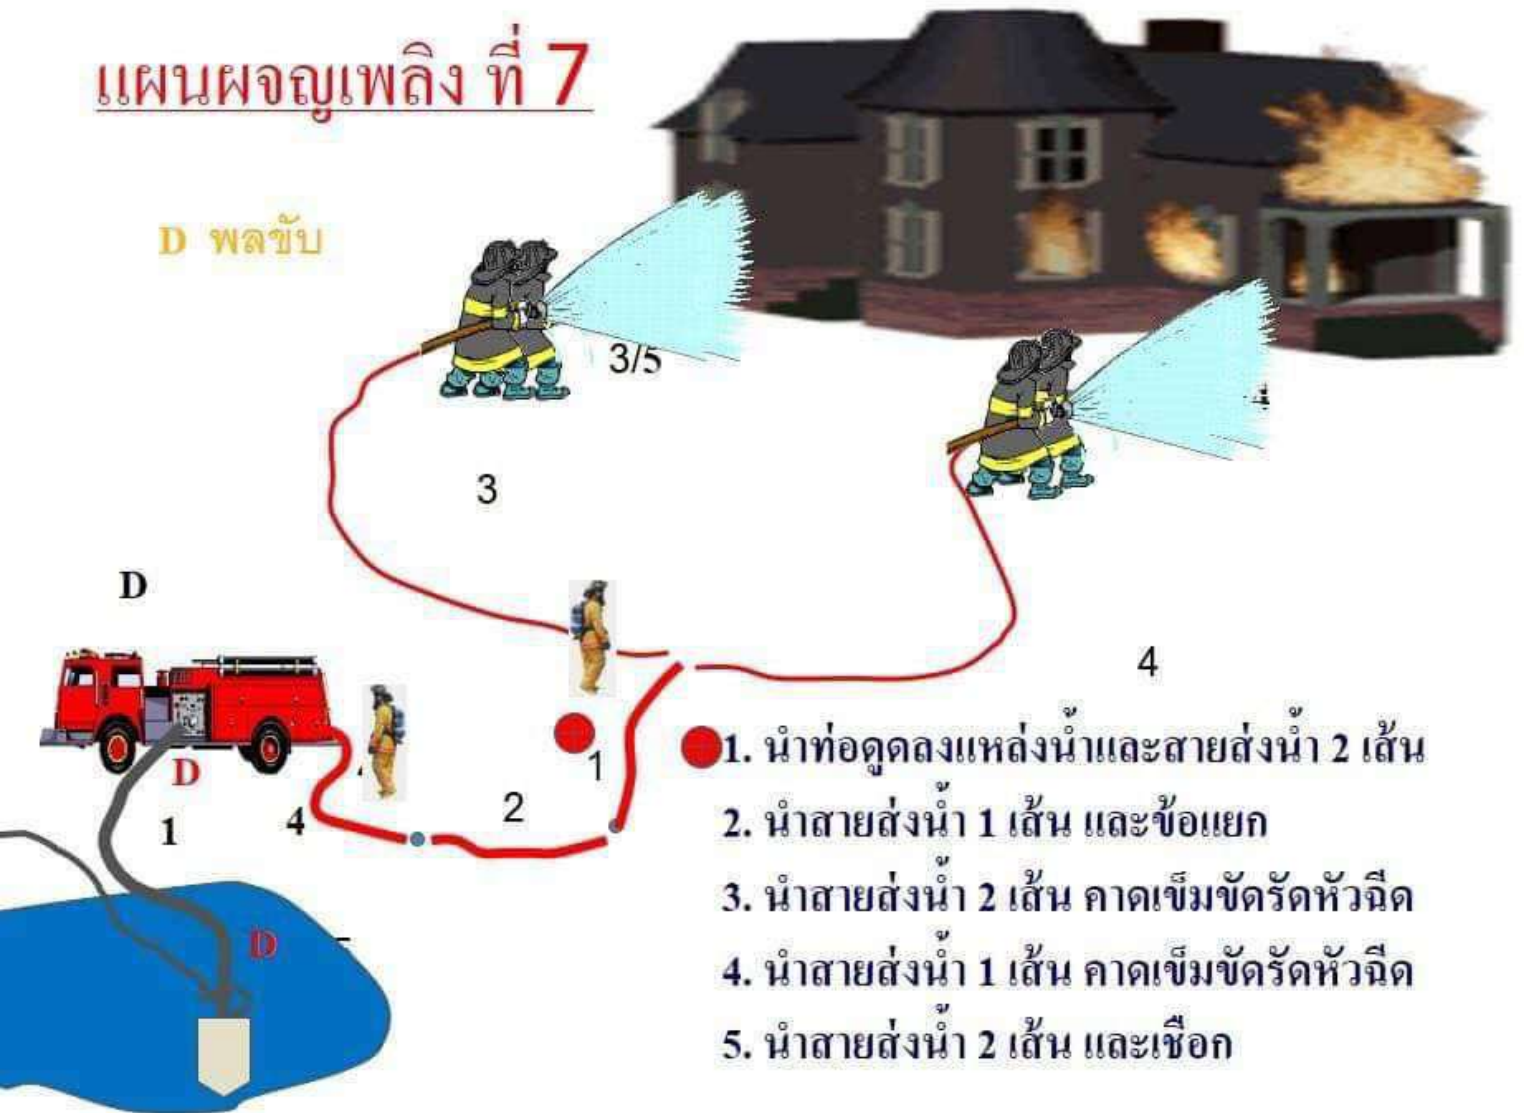 แผนผจญเพลิง ที่ 7
D พลขับ
3/5
3
D
4
D
1
2
1
4
D
1. นำท่อดูดลงแหล่งน้ำและสายส่งน้ำ 2 เส้น
2. นำสายส่งน้ำ 1 เส้น และข้อแยก
3. นำสายส่งน้ำ 2 เส้น คาดเข็มขัดรัดหัวฉีด
4. นำสายส่งน้ำ 1 เส้น คาดเข็มขัดรัดหัวฉีด
5. นำสายส่งน้ำ 2 เส้น และเชือก